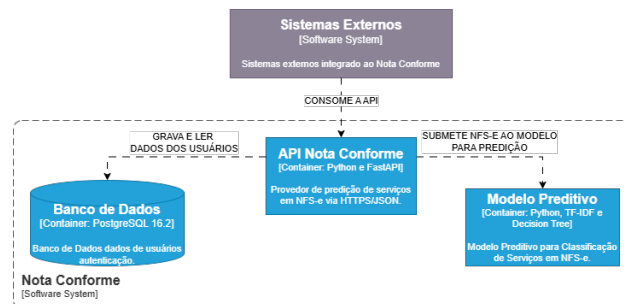 Sistemas Externos
[Software System]
Sistemas externos integrado ao Nota Conforme
CONSOME A API
GRAVA E LER
DADOS DOS USUÁRIOS
SUBMETE NFS-E AO MODELO
PARA PREDIÇÃO
API Nota Conforme
[Container: Python e FastAPI]
Provedor de predição de serviços
em NFS-e via HTTPS/JSON.
Banco de Dados
[Container: PostgreSQL 16.2]
Banco de Dados dados de usuários
autenticação.
Modelo Preditivo
[Container: Python, TF-IDF e
Decision Tree]
Modelo Preditivo para Classificação
de Serviços em NFS-e.
Nota Conforme
[Software System]